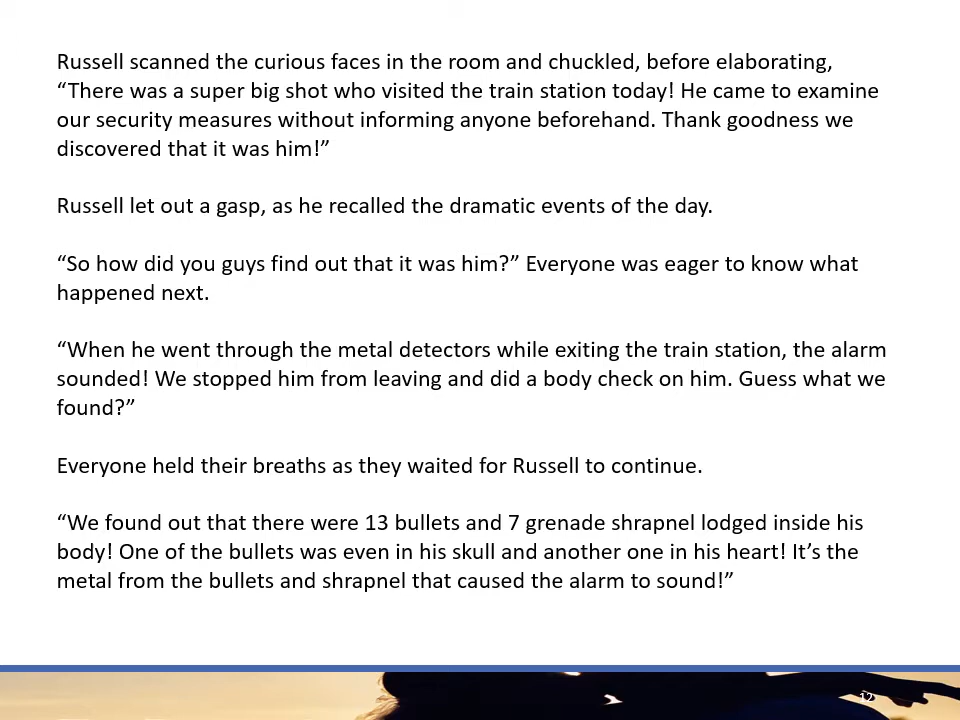 Russell scanned the curious faces in the room and chuckled, before elaborating,
“There was a super big shot who visited the train station today! He came to examine
our security measures without informing anyone beforehand. Thank goodness we
discovered that it was him!”
Russell let out a gasp, as he recalled the dramatic events of the day.
“So how did you guys find out that it was him?” Everyone was eager to know what
happened next.
“When he went through the metal detectors while exiting the train station, the alarm
sounded! We stopped him from leaving and did a body check on him. Guess what we
found?”
Everyone held their breaths as they waited for Russell to continue.
“We found out that there were 13 bullets and 7 grenade shrapnel lodged inside his
body! One of the bullets was even in his skull and another one in his heart! It’s the
metal from the bullets and shrapnel that caused the alarm to sound!”
12